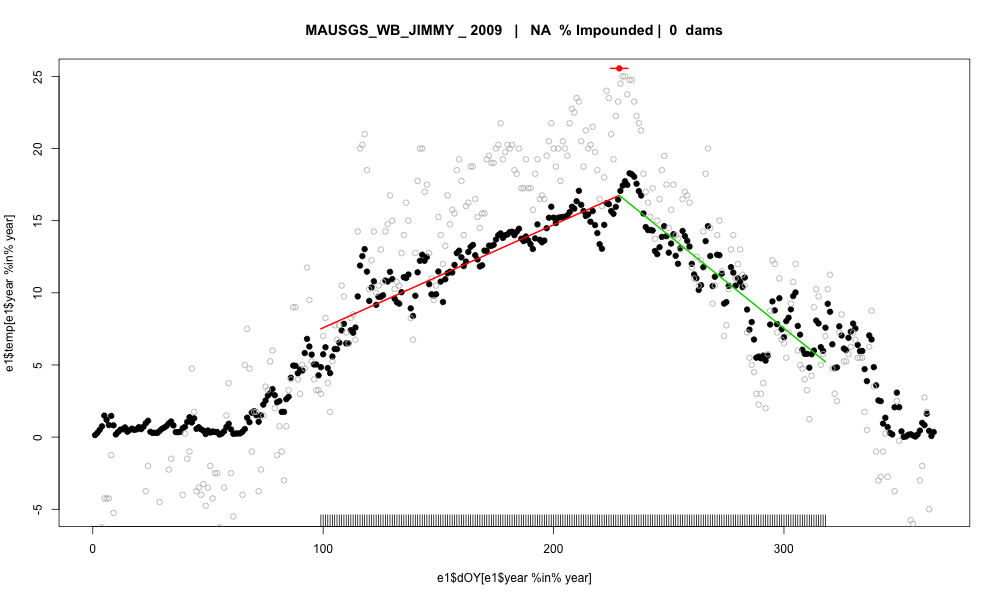 MAUSGS_WB_JIMMY _ 2009 | NA % Impounded | 0 dams
25
20
15
10
5
0
-5
e1$temp[e1$year %in% year]
0 100 200 300
e1$dOY[e1$year %in% year]